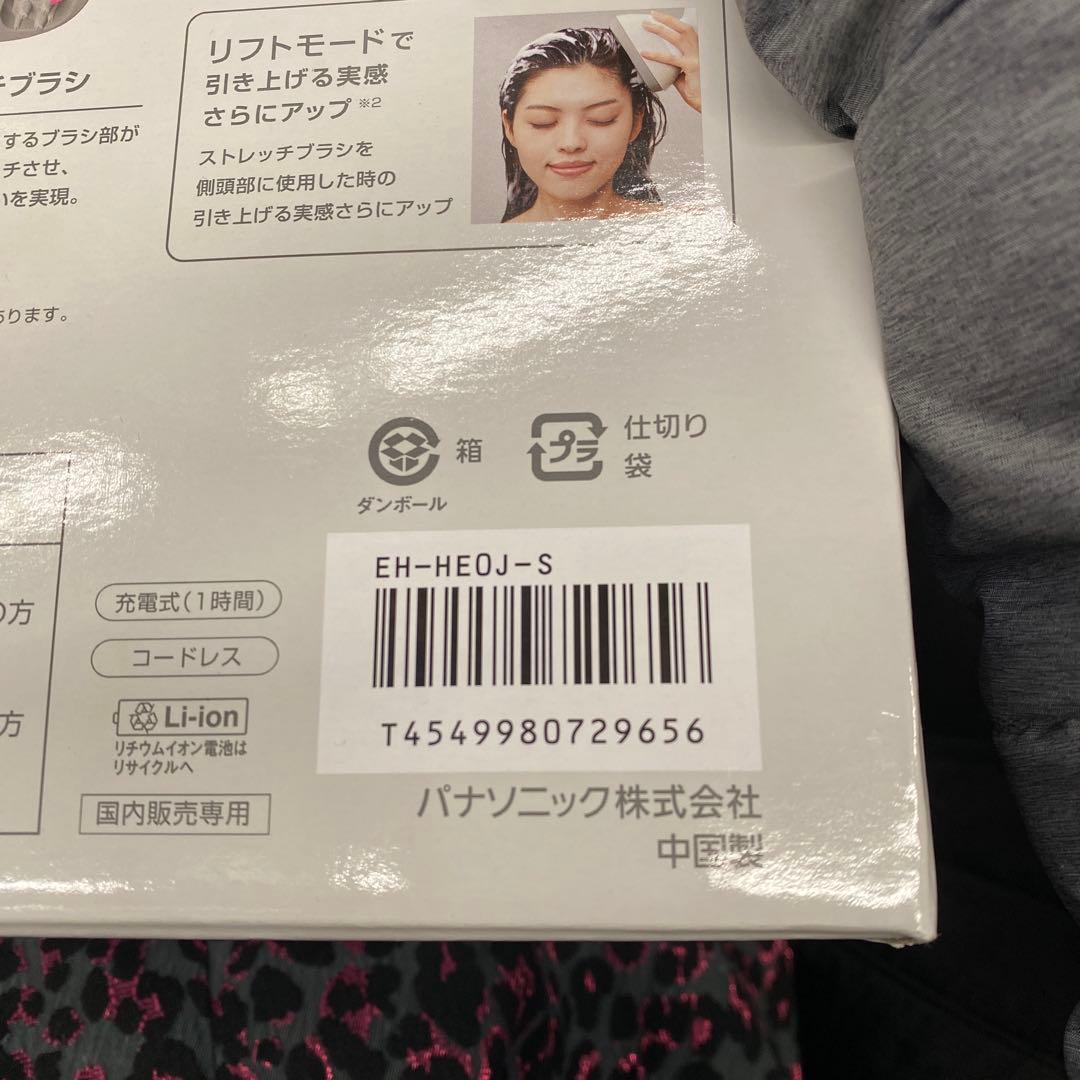 チブラシ
するブラシ部が
チさせ、
いを実現。
あります。
リフトモードで
引き上げる実感
さらにアップ※2
ストレッチブラシを
側頭部に使用した時の
引き上げる実感さらにアップ
箱
ダンボール
プラ
仕切り
袋
の方
方
充電式(1時間)
コードレス
Li-ion
リチウムイオン電池は
リサイクルへ
国内販売専用
EH-HE0J-S
T4549980729656
パナソニック株式会社
中国製